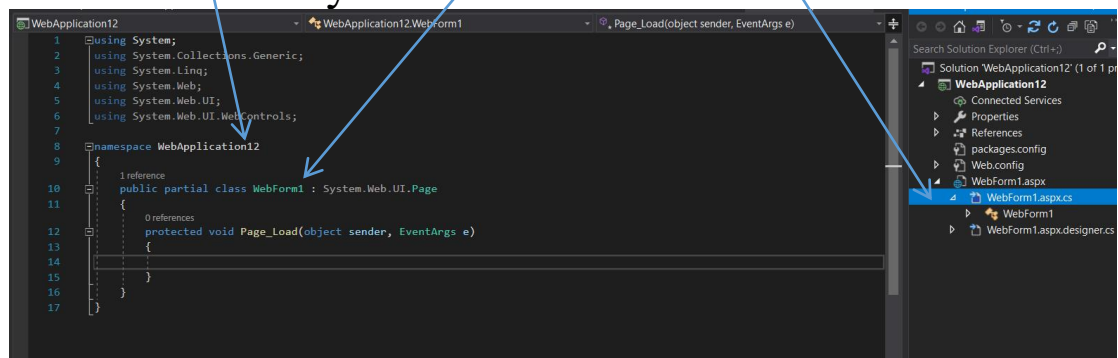 WebApplication12
WebApplication12.WebForm1
Page_Load(object sender, EventArgs e)
1 using System;
2 using System.Collections.Generic;
3 using System.Linq;
4 using System.Web;
5 using System.Web.UI;
6 using System.Web.UI.WebControls;
7
8 namespace WebApplication12
9 {
1 reference
10 public partial class WebForm1 : System.Web.UI.Page
11 {
0 references
12 protected void Page_Load(object sender, EventArgs e)
13 {
14
15 }
16 }
17 }
Search Solution Explorer (Ctrl+;)
Solution 'WebApplication12' (1 of 1 pr
WebApplication12
Connected Services
Properties
References
packages.config
Web.config
WebForm1.aspx
WebForm1.aspx.cs
WebForm1
WebForm1.aspx.designer.cs